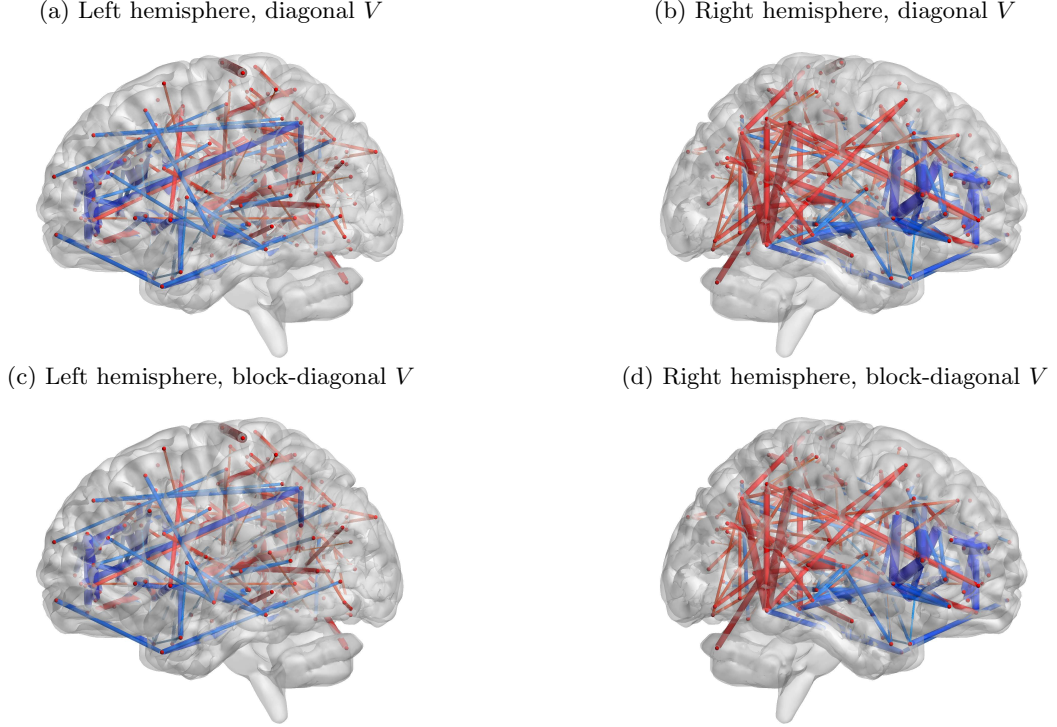 (a) Left hemisphere, diagonal V
(b) Right hemisphere, diagonal V
(c) Left hemisphere, block-diagonal V
(d) Right hemisphere, block-diagonal V